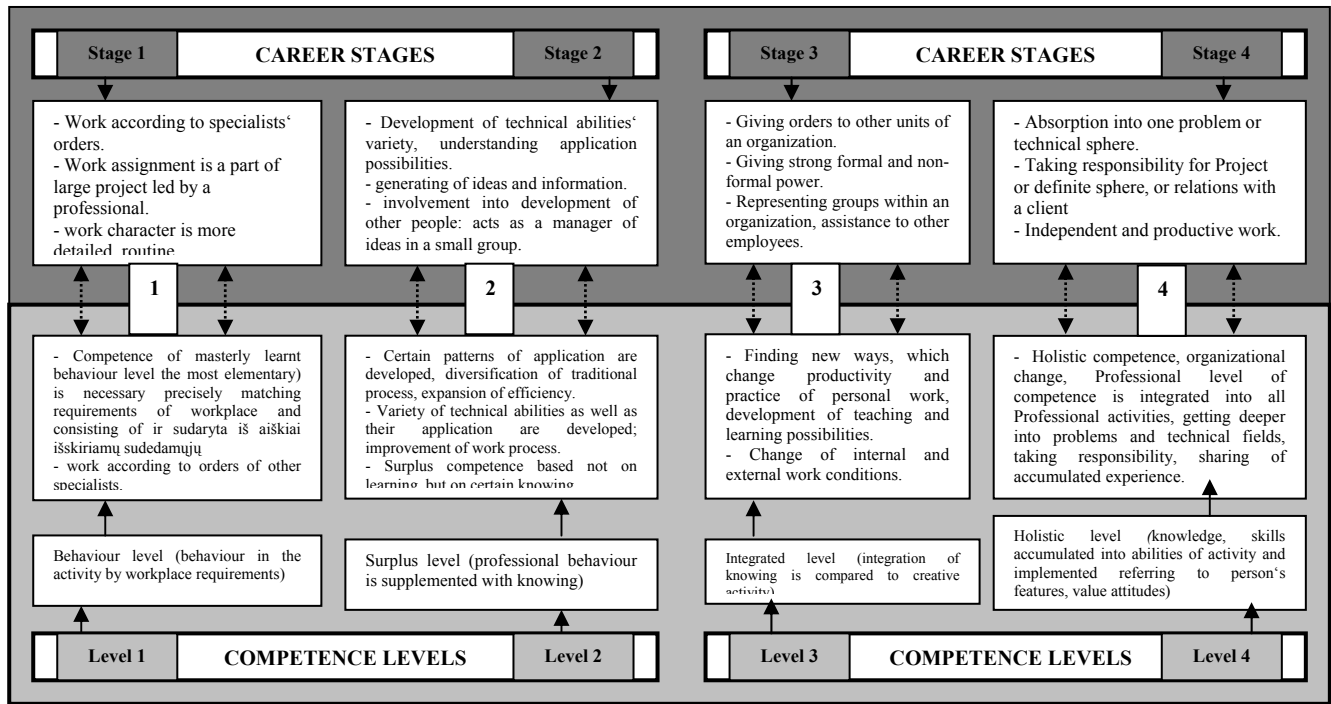 Stage 1
CAREER STAGES
Stage 2
Stage 3
CAREER STAGES
Stage 4
- Work according to specialists‘
orders.
- Work assignment is a part of
large project led by a
professional.
- work character is more
detailed, routine
- Development of technical abilities‘
variety, understanding application
possibilities.
- generating of ideas and information.
- involvement into development of
other people: acts as a manager of
ideas in a small group.
- Giving orders to other units of
an organization.
- Giving strong formal and non-
formal power.
- Representing groups within an
organization, assistance to other
employees.
- Absorption into one problem or
technical sphere.
- Taking responsibility for Project
or definite sphere, or relations with
a client
- Independent and productive work.
1
2
3
4
- Competence of masterly learnt
behaviour level the most elementary)
is necessary precisely matching
requirements of workplace and
consisting of ir sudaryta iš aiškiai
išskiriamų sudedamųjų
- work according to orders of other
specialists.
- Certain patterns of application are
developed, diversification of traditional
process, expansion of efficiency.
- Variety of technical abilities as well as
their application are developed;
improvement of work process.
- Surplus competence based not on
learning, but on certain knowing
- Finding new ways, which
change productivity and
practice of personal work,
development of teaching and
learning possibilities.
- Change of internal and
external work conditions.
- Holistic competence, organizational
change, Professional level of
competence is integrated into all
Professional activities, getting deeper
into problems and technical fields,
taking responsibility, sharing of
accumulated experience.
Behaviour level (behaviour in the
activity by workplace requirements)
Surplus level (professional behaviour
is supplemented with knowing)
Integrated level (integration of
knowing is compared to creative
activity)
Holistic level (knowledge, skills
accumulated into abilities of activity and
implemented referring to person‘s
features, value attitudes)
Level 1
COMPETENCE LEVELS
Level 2
Level 3
COMPETENCE LEVELS
Level 4